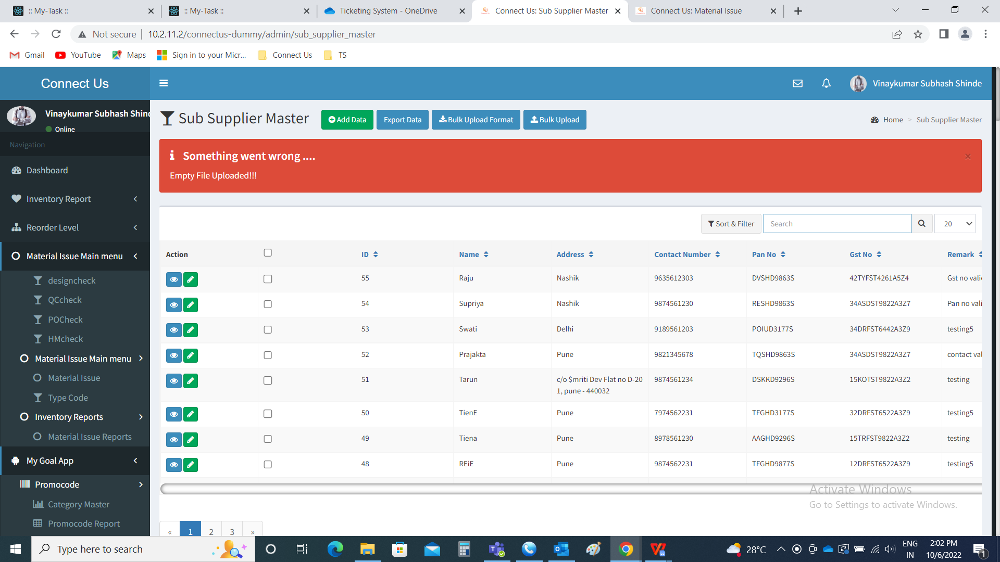 :: My-Task ::
:: My-Task ::
Ticketing System - OneDrive
Connect Us: Sub Supplier Master
Connect Us: Material Issue
Not secure
10.2.11.2/connectus-dummy/admin/sub_supplier_master
Gmail
YouTube
Maps
Sign in to your Micr...
Connect Us
TS
Connect Us
Vinaykumar Subhash Shinde
Vinaykumar Subhash Shind
Online
Navigation
Dashboard
Inventory Report
Reorder Level
Material Issue Main menu
designcheck
QCcheck
POCheck
HMcheck
Material Issue Main menu
Material Issue
Type Code
Inventory Reports
Material Issue Reports
My Goal App
Promocode
Category Master
Promocode Report
Sub Supplier Master
Add Data
Export Data
Bulk Upload Format
Bulk Upload
Home > Sub Supplier Master
Something went wrong ....
×
Empty File Uploaded!!!
Sort & Filter
Search
20
Action ID Name Address Contact Number Pan No Gst No Remark
55 Raju Nashik 9635612303 DVSHD9863S 42TYFST4261A5Z4 Gst no vali
54 Supriya Nashik 9874561230 RESHD9863S 34ASDST9822A3Z7 Pan no vali
53 Swati Delhi 9189561203 POIUD3177S 34DRFST6442A3Z9 testing5
52 Prajakta Pune 9821345678 TQSHD9863S 34ASDST9822A3Z7 contact val
51 Tarun c/o $mriti Dev Flat no D-20 9874561234 DSKKD9296S 15KOTST9822A3Z2 testing
1, pune - 440032
50 TienE Pune 7974562231 TFGHD3177S 32DRFST6522A3Z9 testing5
49 Tiena Pune 8978561230 AAGHD9296S 15TRFST9822A3Z2 testing
48 REiE Pune 9874562231 TFGHD9877S 12DRFST6522A3Z9 testing5
Activate Windows
Go to Settings to activate Windows.
« 1 2 3 »
Type here to search
28°C
ENG
IN
2:02 PM
10/6/2022
1